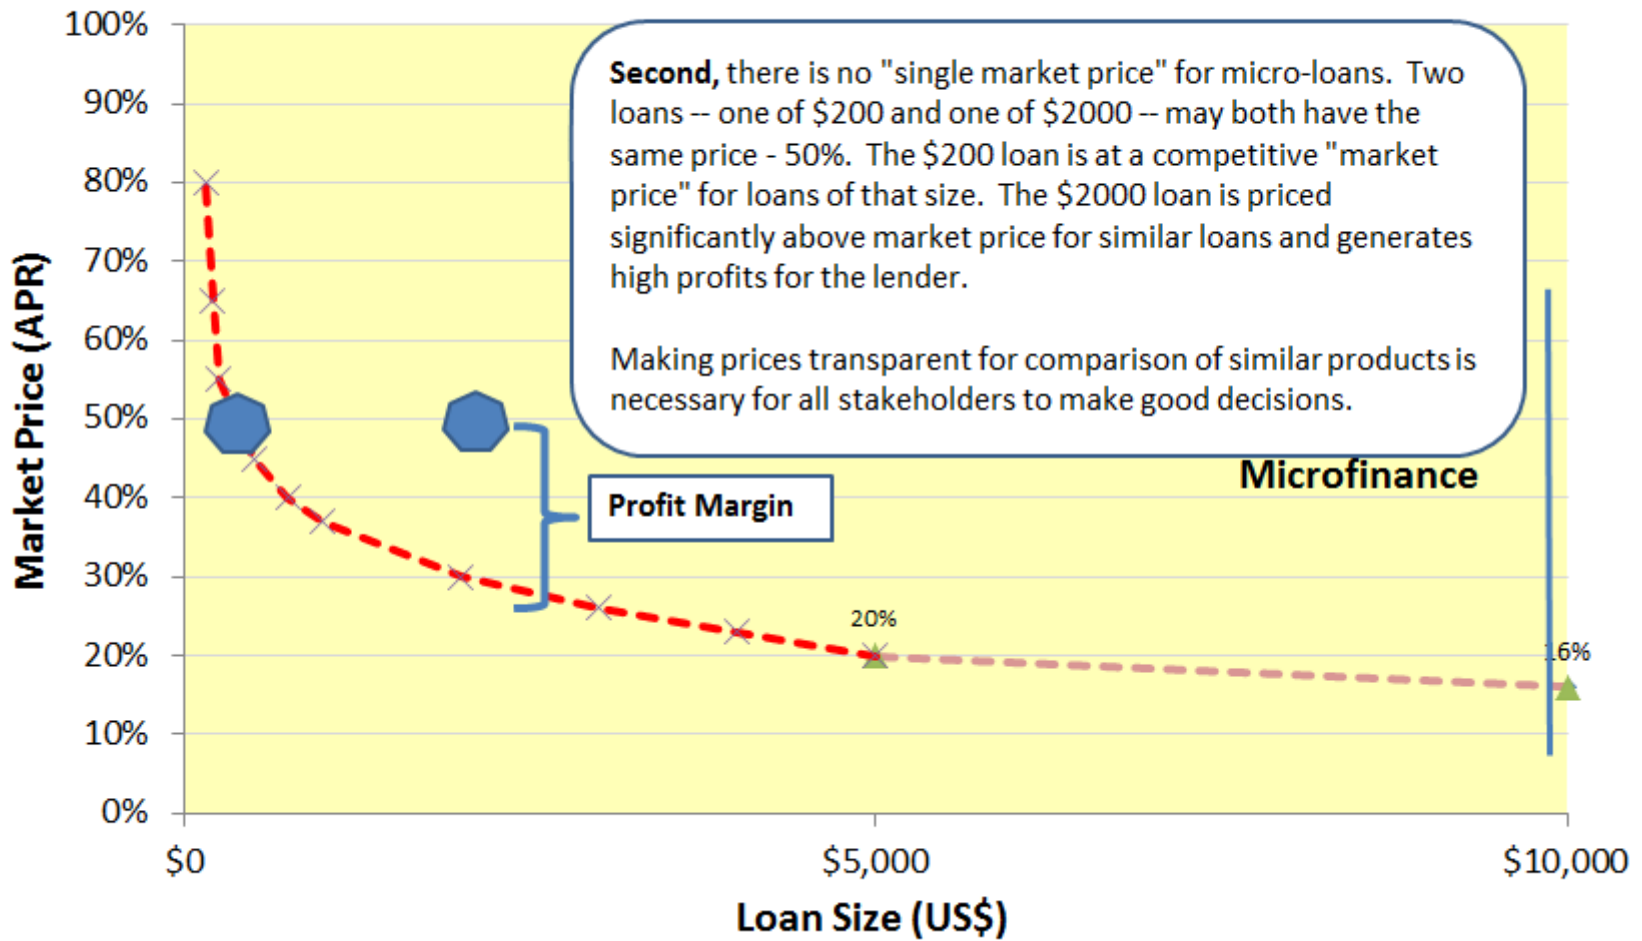 100%
90%
80%
70%
60%
50%
40%
30%
20%
10%
0%
Market Price (APR)
Second, there is no "single market price" for micro-loans. Two
loans -- one of $200 and one of $2000 -- may both have the
same price - 50%. The $200 loan is at a competitive "market
price" for loans of that size. The $2000 loan is priced
significantly above market price for similar loans and generates
high profits for the lender.
Making prices transparent for comparison of similar products is
necessary for all stakeholders to make good decisions.
Microfinance
Profit Margin
20%
16%
$0
$5,000
$10,000
Loan Size (US$)